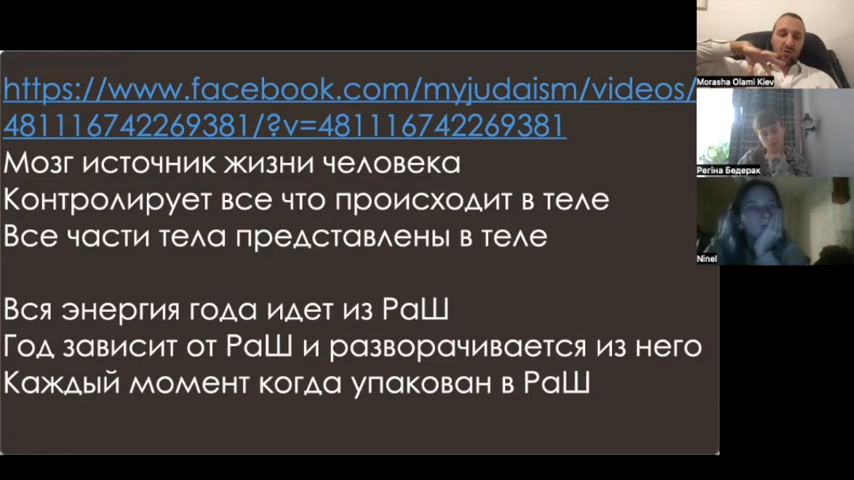 https://www.facebook.com/myjudaism/videos/
481116742269381/?v=481116742269381
Мозг источник жизни человека
Контролирует все что происходит в теле
Все части тела представлены в теле
Вся энергия года идет из РаШ
Год зависит от РаШ и разворачивается из него
Каждый момент когда упакован в РаШ
Morasha Olami Kiev
Регіна Бедерак
Ninel